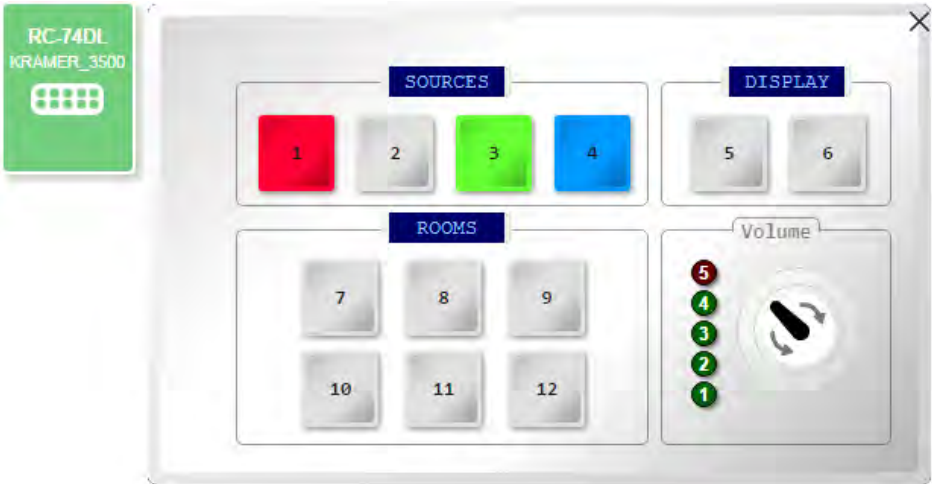 RC-74DL
KRAMER_3500
SOURCES
1 2 3 4
DISPLAY
5 6
ROOMS
7 8 9
10 11 12
Volume
5
4
3
2
1